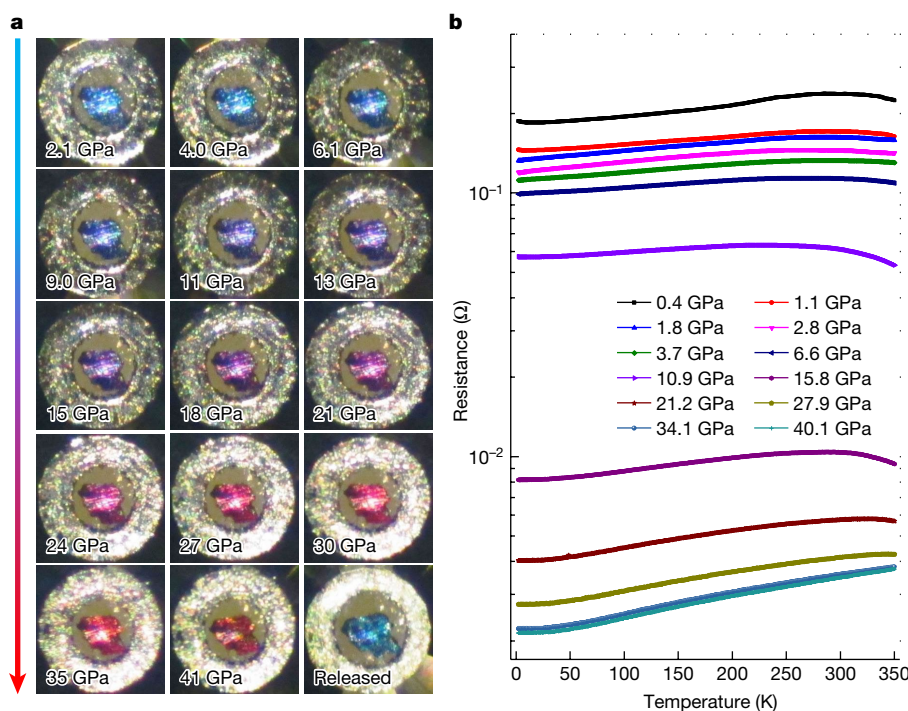 a
2.1 GPa
4.0 GPa
6.1 GPa
9.0 GPa
11 GPa
13 GPa
15 GPa
18 GPa
21 GPa
24 GPa
27 GPa
30 GPa
35 GPa
41 GPa
Released
b
Resistance (Ω)
10⁻¹
10⁻²
0.4 GPa
1.1 GPa
1.8 GPa
2.8 GPa
3.7 GPa
6.6 GPa
10.9 GPa
15.8 GPa
21.2 GPa
27.9 GPa
34.1 GPa
40.1 GPa
0 50 100 150 200 250 300 350
Temperature (K)